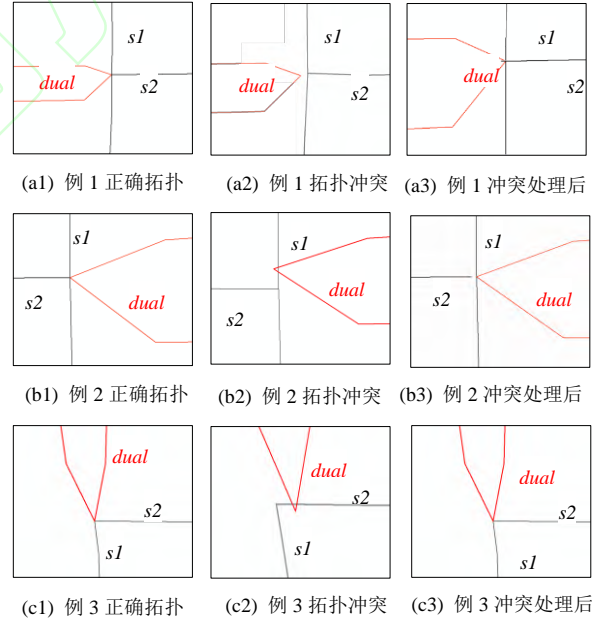 s1
dual
s2
s1
dual
s2
dual
s2
(a1) 例 1 正确拓扑
(a2) 例 1 拓扑冲突
(a3) 例 1 冲突处理后
s1
s2
dual
s1
s2
dual
s1
s2
dual
(b1) 例 2 正确拓扑
(b2) 例 2 拓扑冲突
(b3) 例 2 冲突处理后
dual
s2
s1
dual
s2
s1
dual
s2
s1
(c1) 例 3 正确拓扑
(c2) 例 3 拓扑冲突
(c3) 例 3 冲突处理后